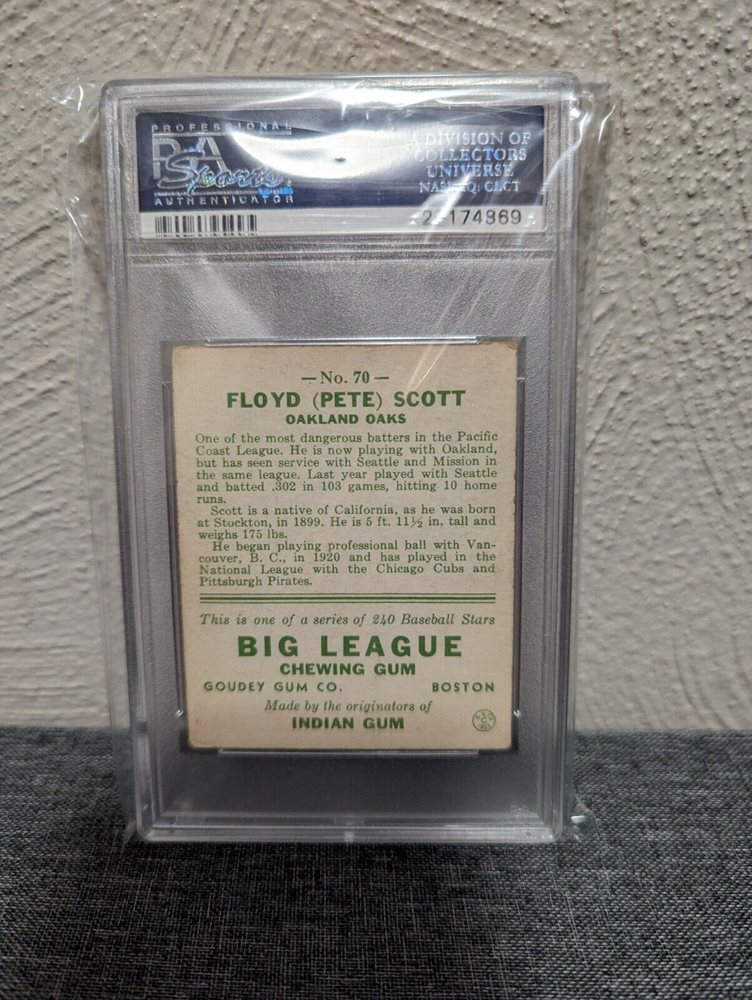 PROFESSIONAL
PSA
Sports
AUTHENTICATOR
A DIVISION OF
COLLECTORS
UNIVERSE
CLCT
— No. 70 —
FLOYD (PETE) SCOTT
OAKLAND OAKS
One of the most dangerous batters in the Pacific
Coast League. He is now playing with Oakland,
but has seen service with Seattle and Mission in
the same league. Last year played with Seattle
and batted .302 in 103 games, hitting 10 home
runs.
Scott is a native of California, as he was born
at Stockton, in 1899. He is 5 ft. 11½ in. tall and
weighs 175 lbs.
He began playing professional ball with Van-
couver, B. C., in 1920 and has played in the
National League with the Chicago Cubs and
Pittsburgh Pirates.
This is one of a series of 240 Baseball Stars
BIG LEAGUE
CHEWING GUM
GOUDEY GUM CO. BOSTON
Made by the originators of
INDIAN GUM